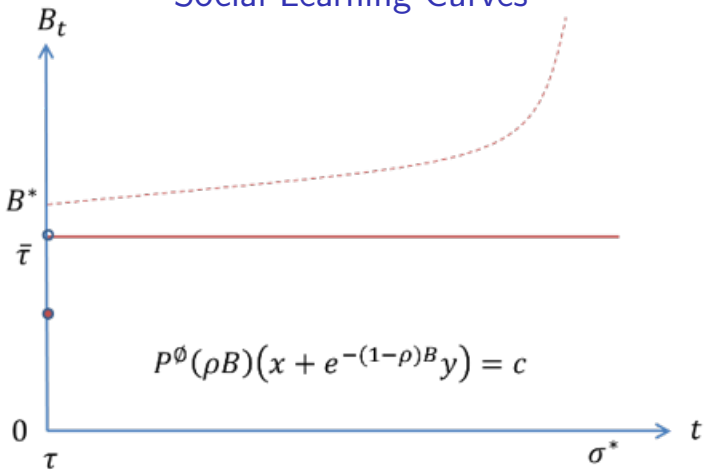 Social Learning Curves
B_t
B*
τ̄
P^∅(ρB)(x + e^{-(1-ρ)B}y) = c
0
t
τ
σ*